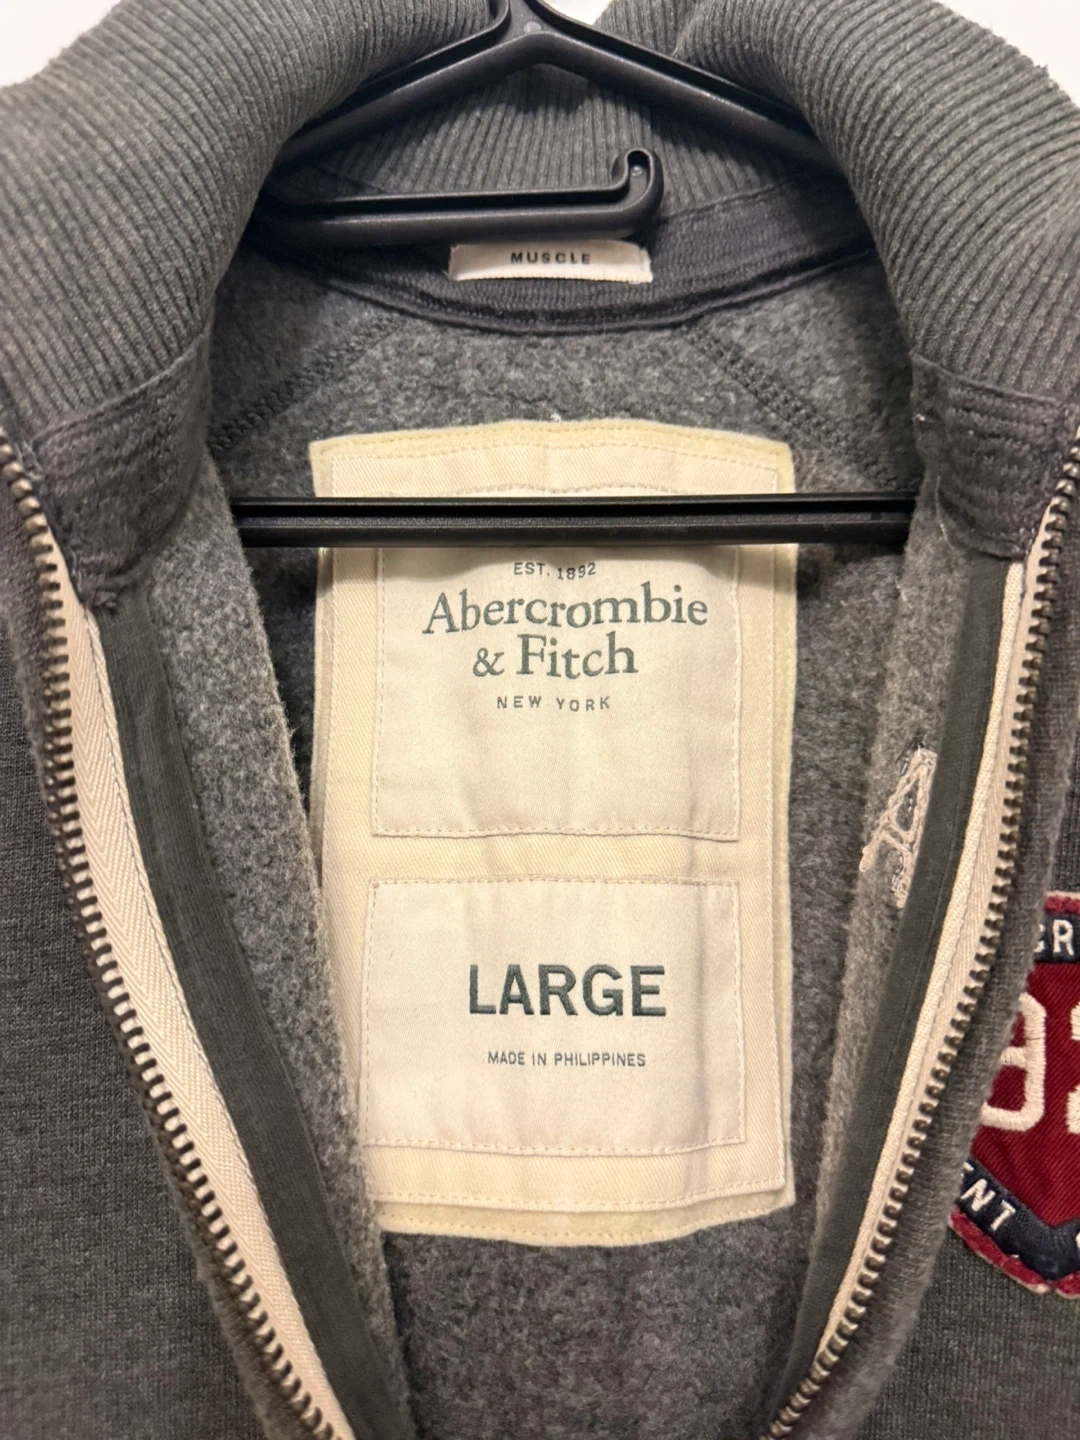 MUSCLE
EST. 1892
Abercrombie
& Fitch
NEW YORK
LARGE
MADE IN PHILIPPINES